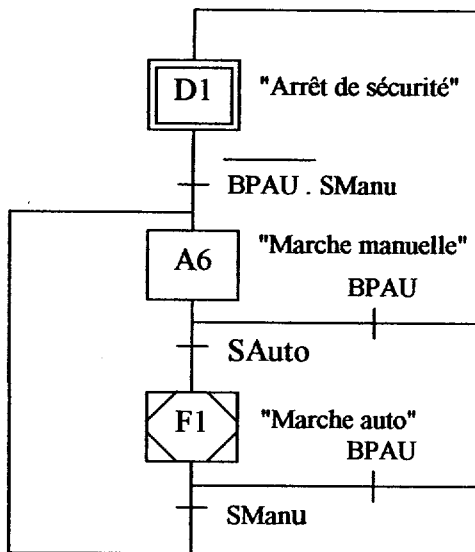 D1 "Arrêt de sécurité"
BPAU . SManu
A6 "Marche manuelle"
BPAU
SAuto
F1 "Marche auto"
BPAU
SManu